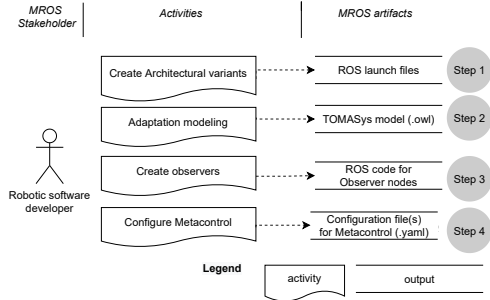 MROS
Stakeholder
Activities
MROS artifacts
Create Architectural variants
ROS launch files
Step 1
Adaptation modeling
TOMASys model (.owl)
Step 2
Create observers
ROS code for
Observer nodes
Step 3
Robotic software
developer
Configure Metacontrol
Configuration file(s)
for Metacontrol (.yaml)
Step 4
Legend
activity
output